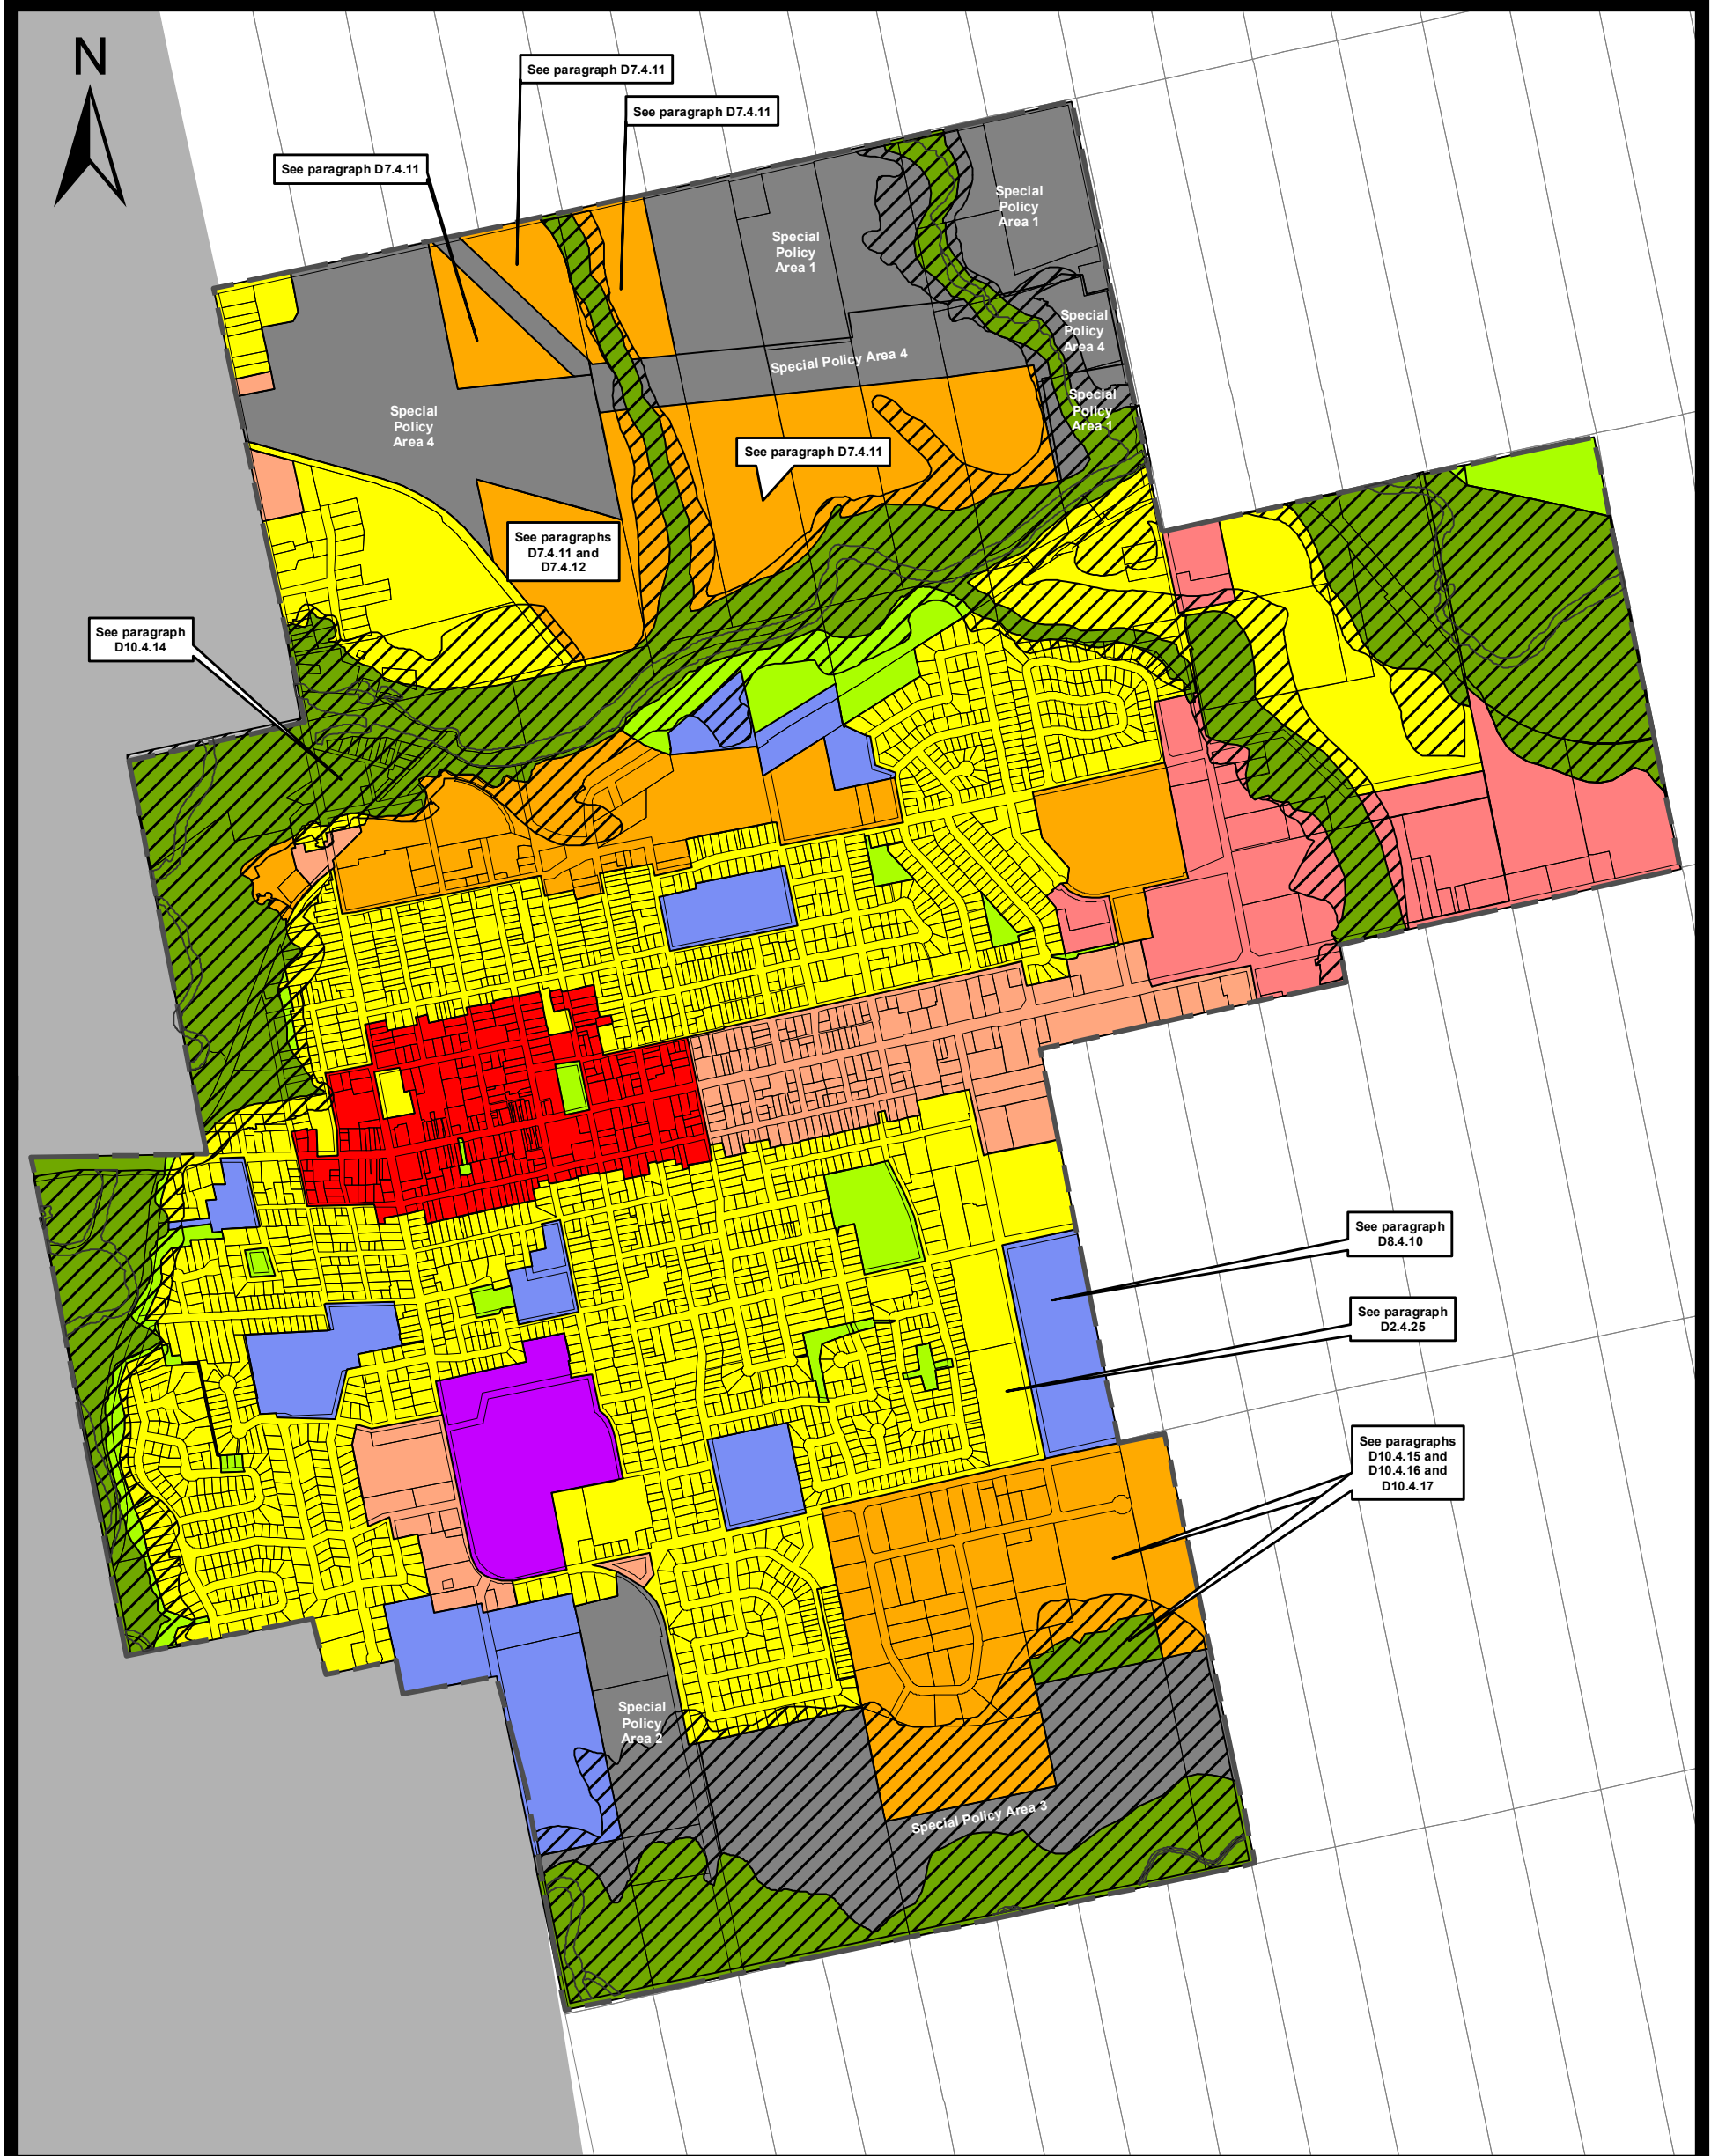 N
See paragraph D7.4.11
See paragraph D7.4.11
See paragraph D7.4.11
Special
Policy
Area 1
Special
Policy
Area 1
Special
Policy
Area 4
Special Policy Area 4
Special
Policy
Area 1
Special
Policy
Area 4
See paragraph D7.4.11
See paragraphs
D7.4.11 and
D7.4.12
See paragraph
D10.4.14
See paragraph
D8.4.10
See paragraph
D2.4.25
See paragraphs
D10.4.15 and
D10.4.16 and
D10.4.17
Special
Policy
Area 2
Special Policy Area 3